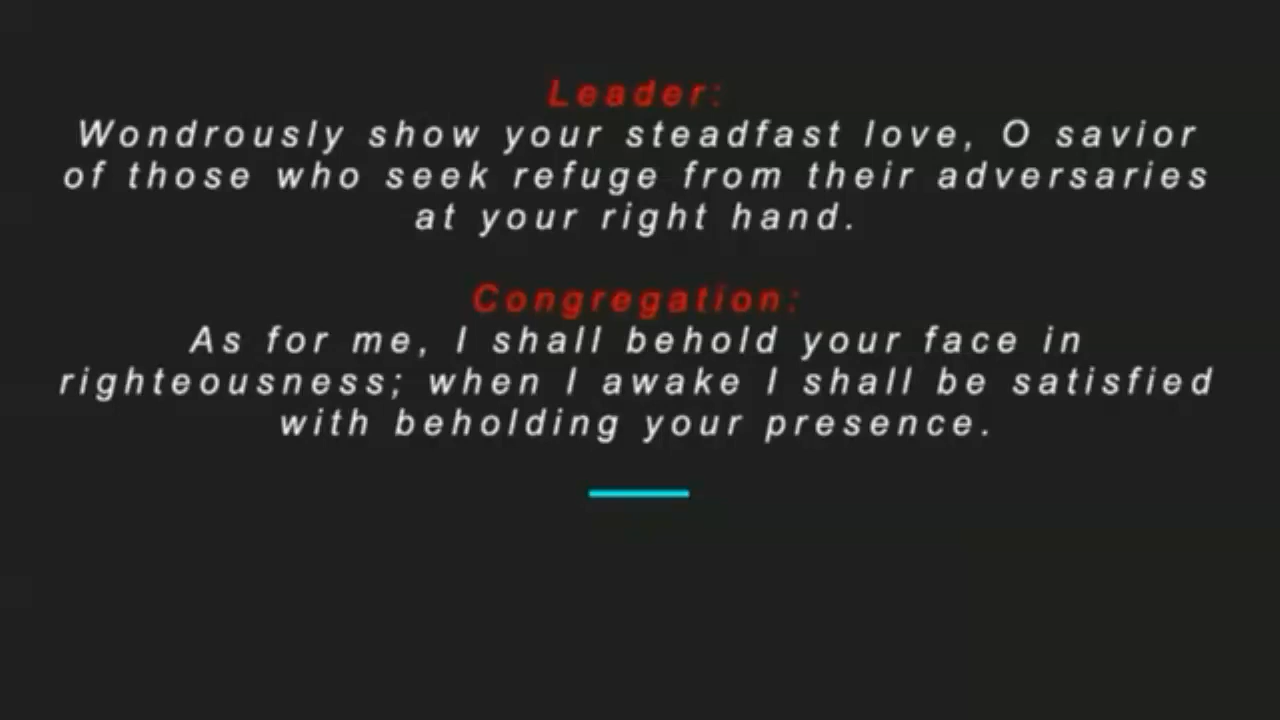 Leader:
Wondrously show your steadfast love, O savior
of those who seek refuge from their adversaries
at your right hand.
Congregation:
As for me, I shall behold your face in
righteousness; when I awake I shall be satisfied
with beholding your presence.